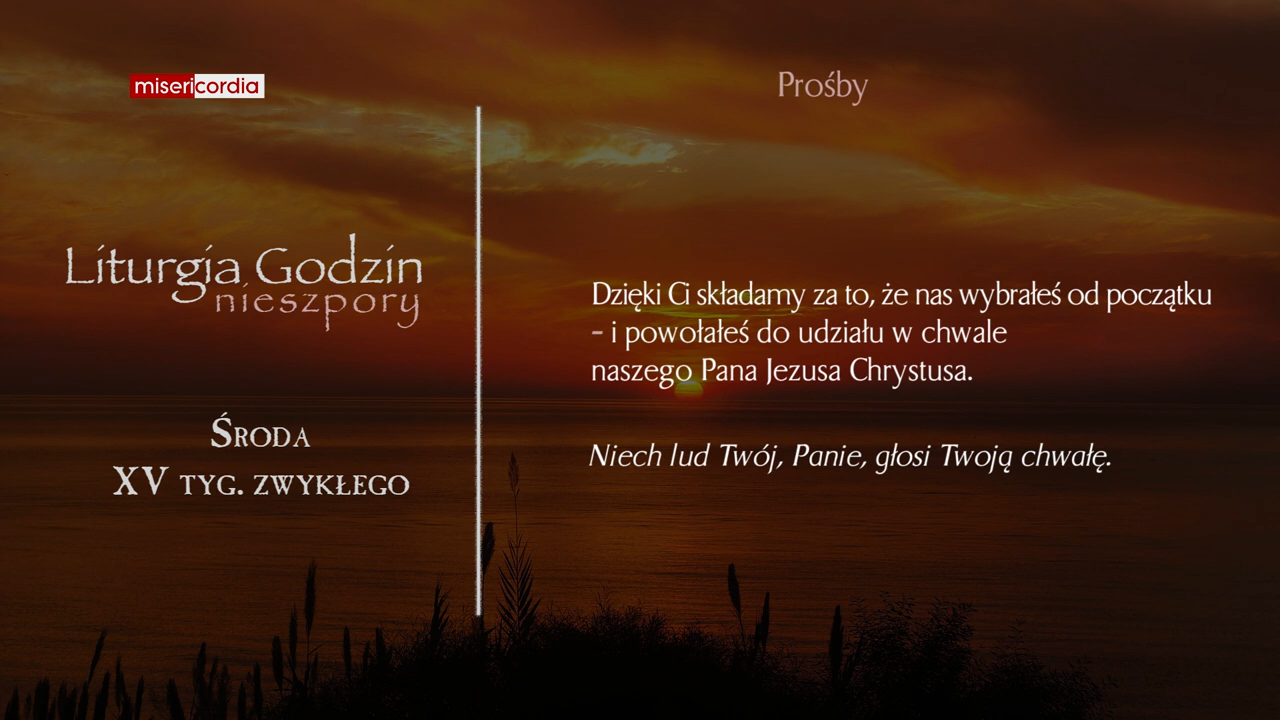 misericordia
Prośby
Liturgia Godzin
nieszpory
Środa
XV tyg. zwykłego
Dzięki Ci składamy za to, że nas wybrałeś od początku
- i powołałeś do udziału w chwale
naszego Pana Jezusa Chrystusa.
Niech lud Twój, Panie, głosi Twoją chwałę.